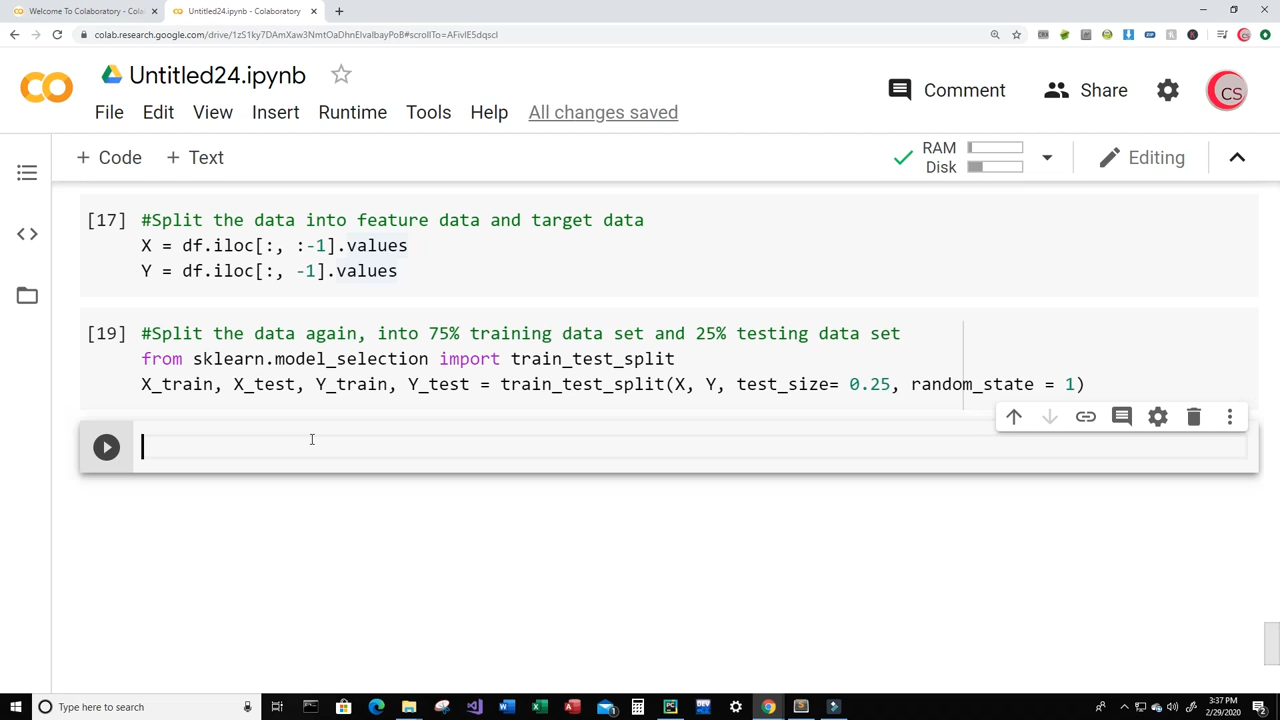 Welcome To Colaboratory - Colab
Untitled24.ipynb - Colaboratory
colab.research.google.com/drive/1zS1ky7DAmXaw3NmtOaDhnElvaIbayPoB#scrollTo=AFivIE5dqscl
Untitled24.ipynb
Comment
Share
CS
File Edit View Insert Runtime Tools Help All changes saved
+ Code + Text
RAM
Disk
Editing
[17] #Split the data into feature data and target data
X = df.iloc[:, :-1].values
Y = df.iloc[:, -1].values
[19] #Split the data again, into 75% training data set and 25% testing data set
from sklearn.model_selection import train_test_split
X_train, X_test, Y_train, Y_test = train_test_split(X, Y, test_size= 0.25, random_state = 1)
Type here to search
3:37 PM
2/29/2020